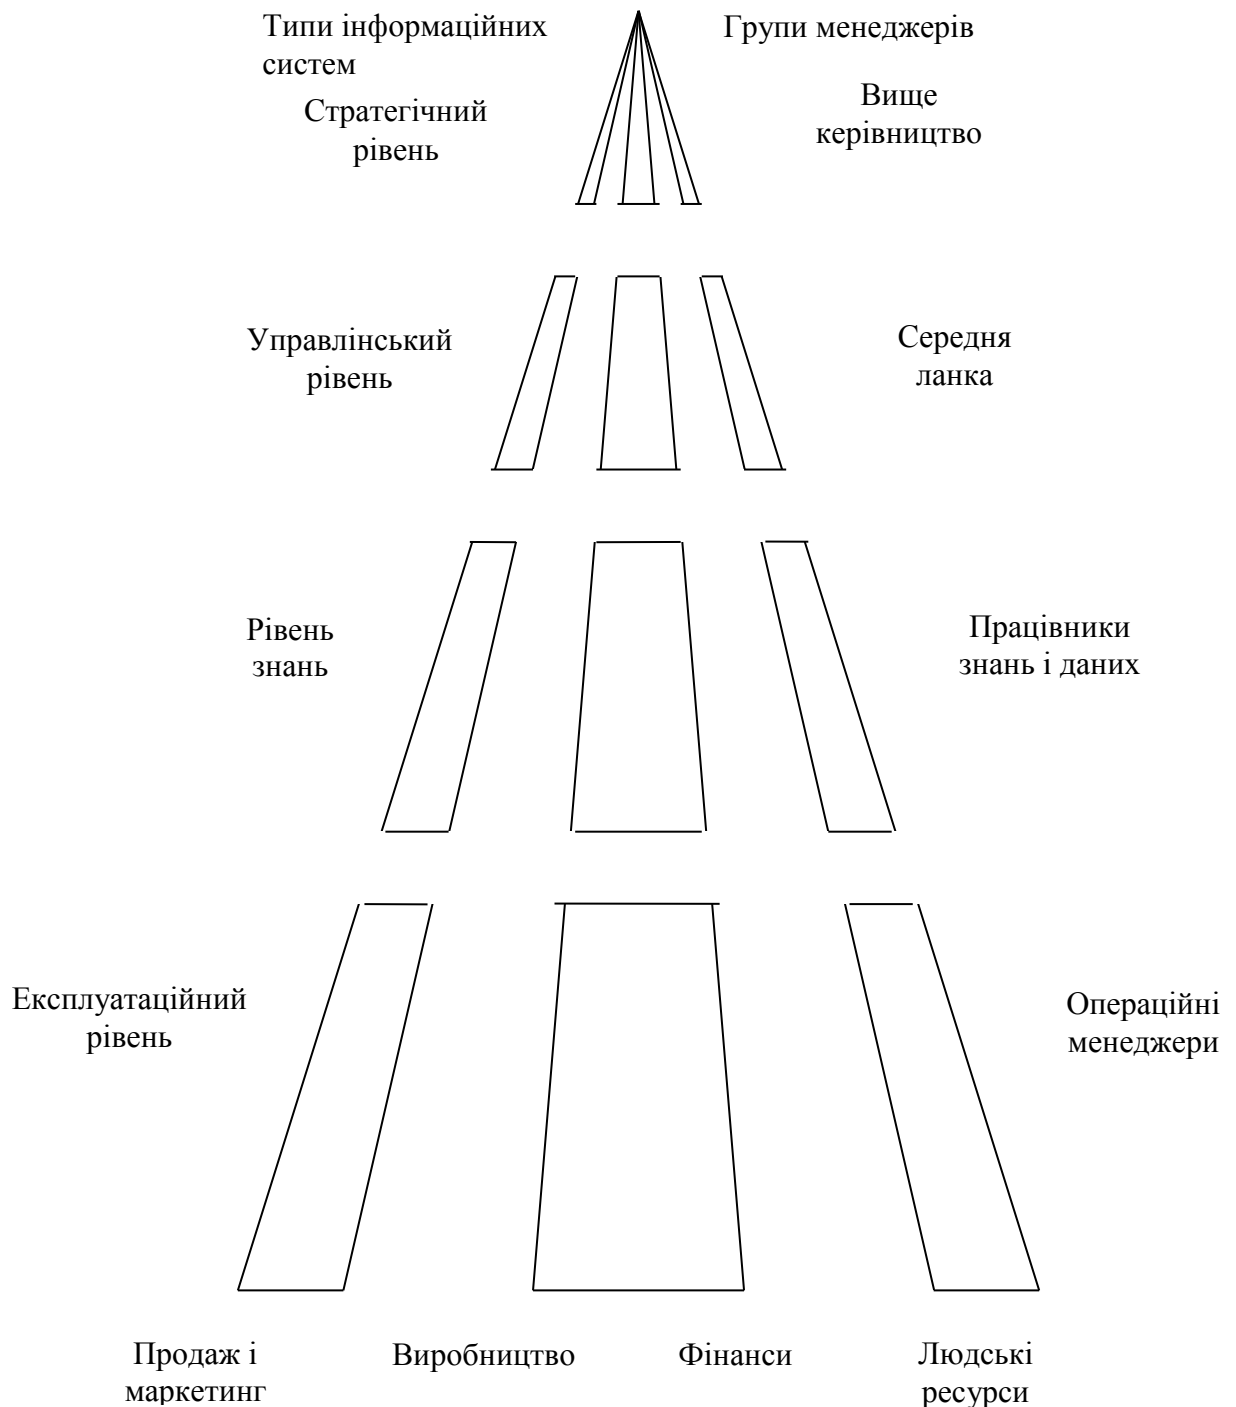 Типи інформаційних
систем
Групи менеджерів
Стратегічний
рівень
Вище
керівництво
Управлінський
рівень
Середня
ланка
Рівень
знань
Працівники
знань і даних
Експлуатаційний
рівень
Операційні
менеджери
Продаж і
маркетинг
Виробництво
Фінанси
Людські
ресурси